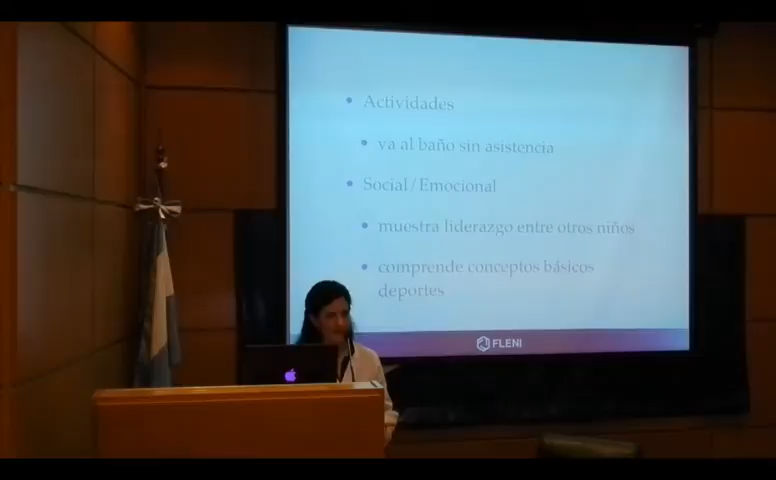 • Actividades
• va al baño sin asistencia
• Social / Emocional
• muestra liderazgo entre otros niños
• comprende conceptos básicos
deportes
FLENI